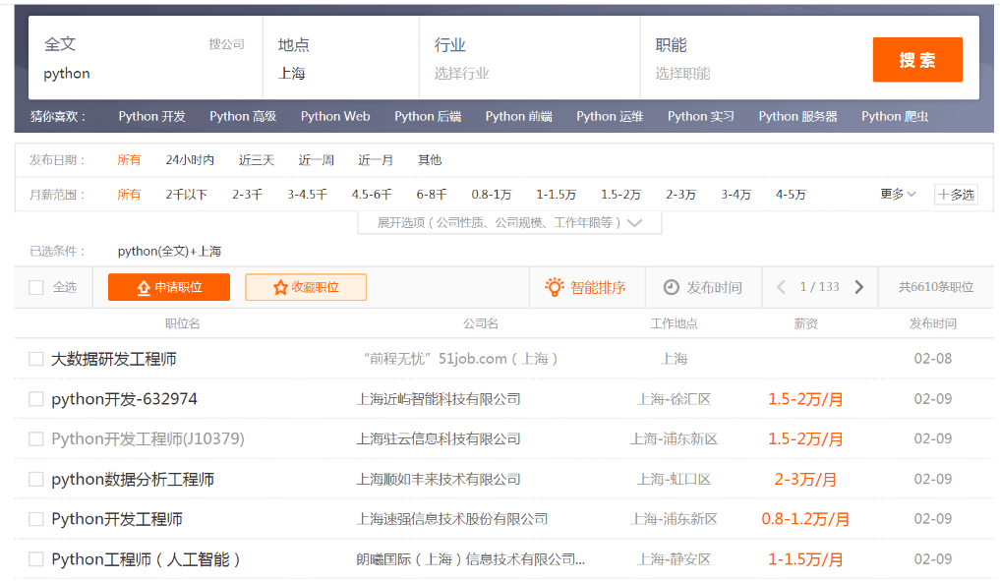 全文 搜公司 地点 行业 职能
python 上海 选择行业 选择职能 搜索
猜你喜欢： Python 开发 Python 高级 Python Web Python 后端 Python 前端 Python 运维 Python 实习 Python 服务器 Python 爬虫
发布日期： 所有 24小时内 近三天 近一周 近一月 其他
月薪范围： 所有 2千以下 2-3千 3-4.5千 4.5-6千 6-8千 0.8-1万 1-1.5万 1.5-2万 2-3万 3-4万 4-5万 更多 +多选
展开选项（公司性质、公司规模、工作年限等）
已选条件： python(全文)+上海
全选 申请职位 收藏职位 智能排序 发布时间 1 / 133 共6610条职位
职位名 公司名 工作地点 薪资 发布时间
大数据研发工程师 “前程无忧”51job.com（上海） 上海 02-08
python开发-632974 上海近屿智能科技有限公司 上海-徐汇区 1.5-2万/月 02-09
Python开发工程师(J10379) 上海驻云信息科技有限公司 上海-浦东新区 1.5-2万/月 02-09
python数据分析工程师 上海顺如丰来技术有限公司 上海-虹口区 2-3万/月 02-09
Python开发工程师 上海速强信息技术股份有限公司 上海-浦东新区 0.8-1.2万/月 02-09
Python工程师（人工智能） 朗曦国际（上海）信息技术有限公司... 上海-静安区 1-1.5万/月 02-09